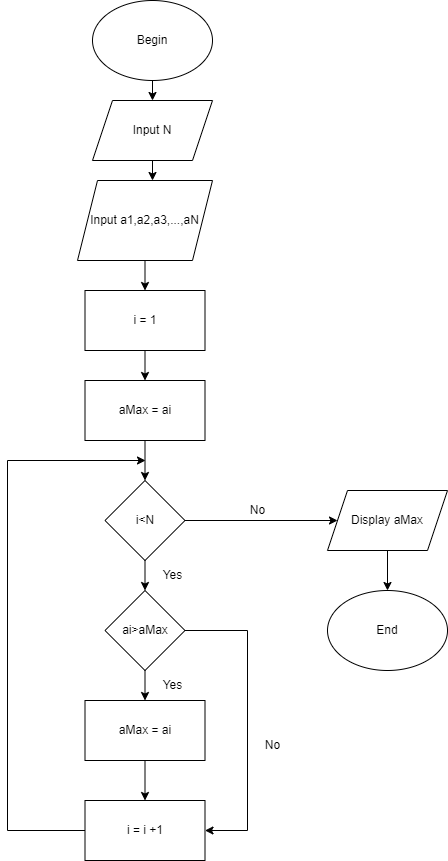 Begin
Input N
Input a1,a2,a3,...,aN
i = 1
aMax = ai
i<N
No
Display aMax
Yes
End
ai>aMax
Yes
aMax = ai
No
i = i +1